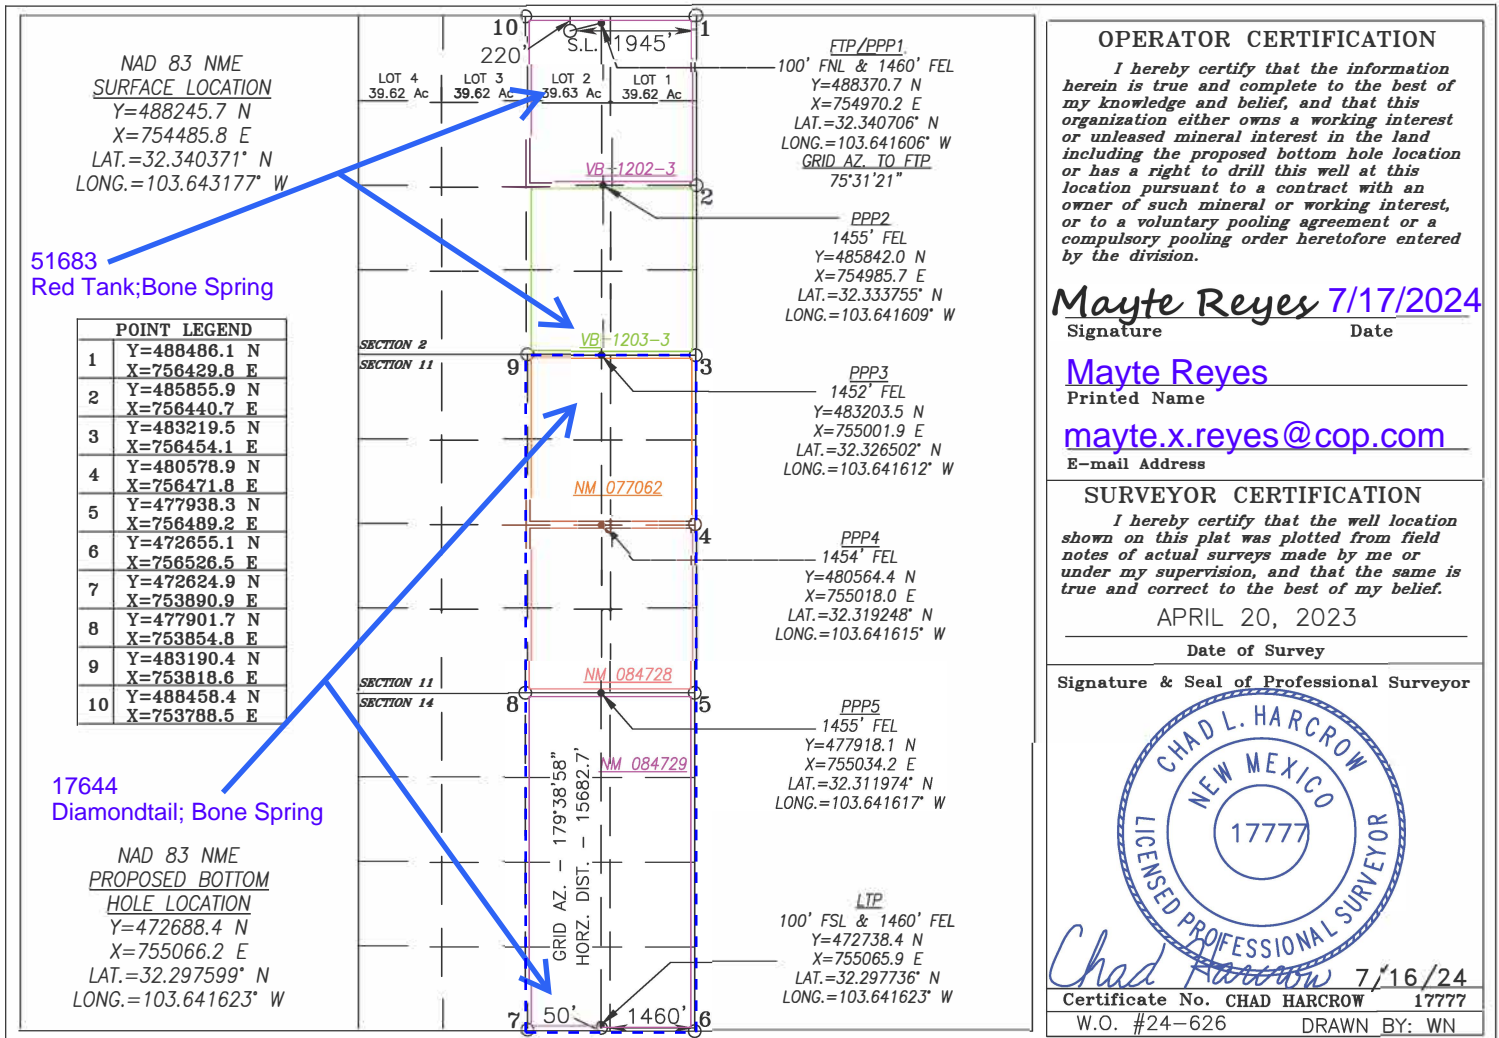 NAD 83 NME
SURFACE LOCATION
Y=488245.7 N
X=754485.8 E
LAT.=32.340371° N
LONG.=103.643177° W
51683
Red Tank;Bone Spring
POINT LEGEND
1 Y=488486.1 N
X=756429.8 E
2 Y=485855.9 N
X=756440.7 E
3 Y=483219.5 N
X=756454.1 E
4 Y=480578.9 N
X=756471.8 E
5 Y=477938.3 N
X=756489.2 E
6 Y=472655.1 N
X=756526.5 E
7 Y=472624.9 N
X=753890.9 E
8 Y=477901.7 N
X=753854.8 E
9 Y=483190.4 N
X=753818.6 E
10 Y=488458.4 N
X=753788.5 E
17644
Diamondtail; Bone Spring
NAD 83 NME
PROPOSED BOTTOM
HOLE LOCATION
Y=472688.4 N
X=755066.2 E
LAT.=32.297599° N
LONG.=103.641623° W
10
1
220'
S.L.
1945'
LOT 4
39.62 Ac
LOT 3
39.62 Ac
LOT 2
39.63 Ac
LOT 1
39.62 Ac
VB-1202-3
2
VB-1203-3
SECTION 2
SECTION 11
9
3
NM 077062
4
NM 084728
SECTION 11
SECTION 14
8
5
NM 084729
GRID AZ. - 179°38'58"
HORZ. DIST. - 15682.7'
7
50'
1460'
6
FTP/PPP1
100' FNL & 1460' FEL
Y=488370.7 N
X=754970.2 E
LAT.=32.340706° N
LONG.=103.641606° W
GRID AZ. TO FTP
75°31'21"
PPP2
1455' FEL
Y=485842.0 N
X=754985.7 E
LAT.=32.333755° N
LONG.=103.641609° W
PPP3
1452' FEL
Y=483203.5 N
X=755001.9 E
LAT.=32.326502° N
LONG.=103.641612° W
PPP4
1454' FEL
Y=480564.4 N
X=755018.0 E
LAT.=32.319248° N
LONG.=103.641615° W
PPP5
1455' FEL
Y=477918.1 N
X=755034.2 E
LAT.=32.311974° N
LONG.=103.641617° W
LTP
100' FSL & 1460' FEL
Y=472738.4 N
X=755065.9 E
LAT.=32.297736° N
LONG.=103.641623° W
OPERATOR CERTIFICATION
I hereby certify that the information
herein is true and complete to the best of
my knowledge and belief, and that this
organization either owns a working interest
or unleased mineral interest in the land
including the proposed bottom hole location
or has a right to drill this well at this
location pursuant to a contract with an
owner of such mineral or working interest,
or to a voluntary pooling agreement or a
compulsory pooling order heretofore entered
by the division.
Mayte Reyes 7/17/2024
Signature Date
Mayte Reyes
Printed Name
mayte.x.reyes@cop.com
E-mail Address
SURVEYOR CERTIFICATION
I hereby certify that the well location
shown on this plat was plotted from field
notes of actual surveys made by me or
under my supervision, and that the same is
true and correct to the best of my belief.
APRIL 20, 2023
Date of Survey
Signature & Seal of Professional Surveyor
CHAD L. HARCROW
NEW MEXICO
17777
LICENSED PROFESSIONAL SURVEYOR
Chad Harcrow 7/16/24
Certificate No. CHAD HARCROW 17777
W.O. #24-626 DRAWN BY: WN